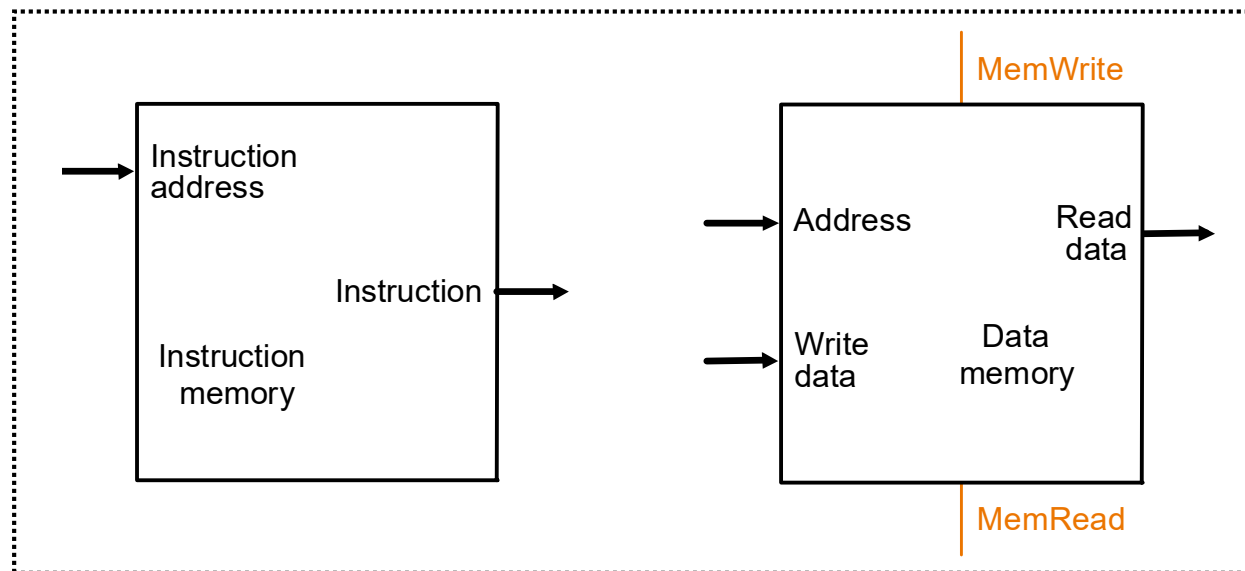 Instruction
address
Instruction
Instruction
memory
MemWrite
Address
Read
data
Write
data
Data
memory
MemRead